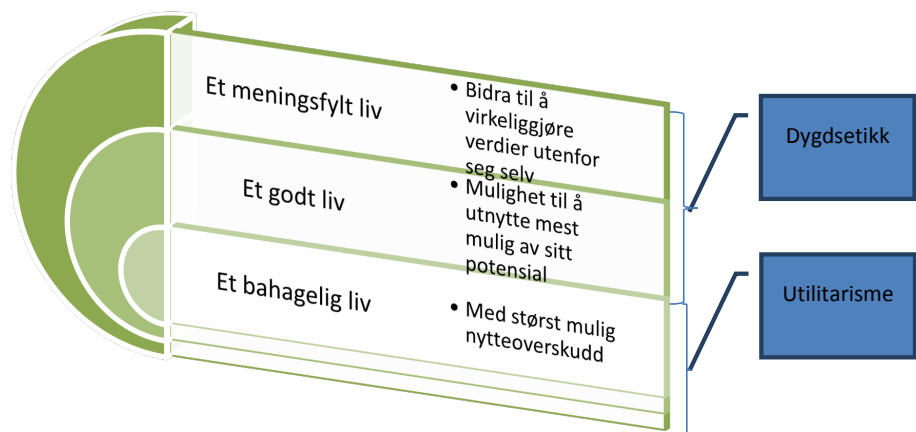 Et meningsfylt liv
• Bidra til å
virkeliggjøre
verdier utenfor
seg selv
Et godt liv
• Mulighet til å
utnytte mest
mulig av sitt
potensial
Et bahagelig liv
• Med størst mulig
nytteoverskudd
Dygdsetikk
Utilitarisme